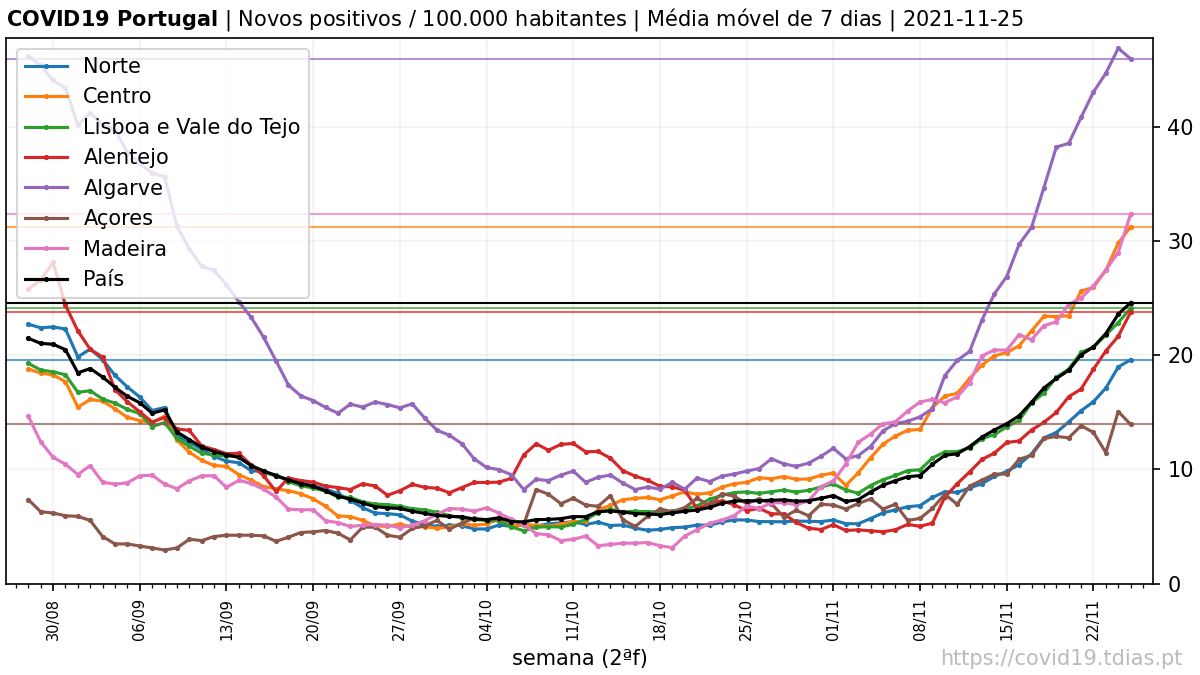 COVID19 Portugal | Novos positivos / 100.000 habitantes | Média móvel de 7 dias | 2021-11-25
Norte
Centro
Lisboa e Vale do Tejo
Alentejo
Algarve
Açores
Madeira
País
40
30
20
10
0
30/08
06/09
13/09
20/09
27/09
04/10
11/10
18/10
25/10
01/11
08/11
15/11
22/11
semana (2ªf)
https://covid19.tdias.pt